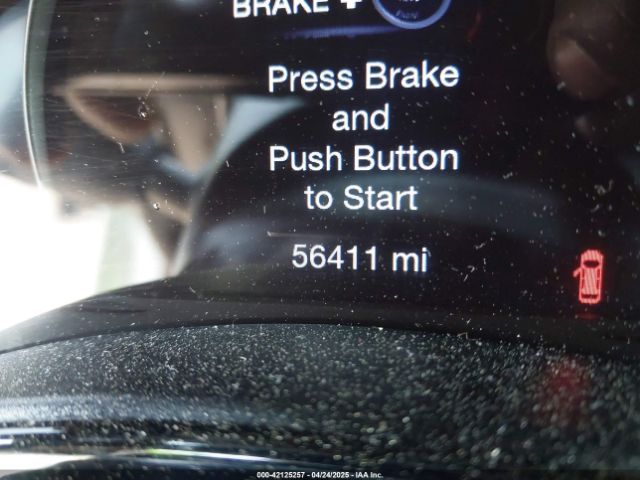 BRAKE +
Press Brake
and
Push Button
to Start
56411 mi
000-42125257 - 04/24/2025 - IAA Inc.